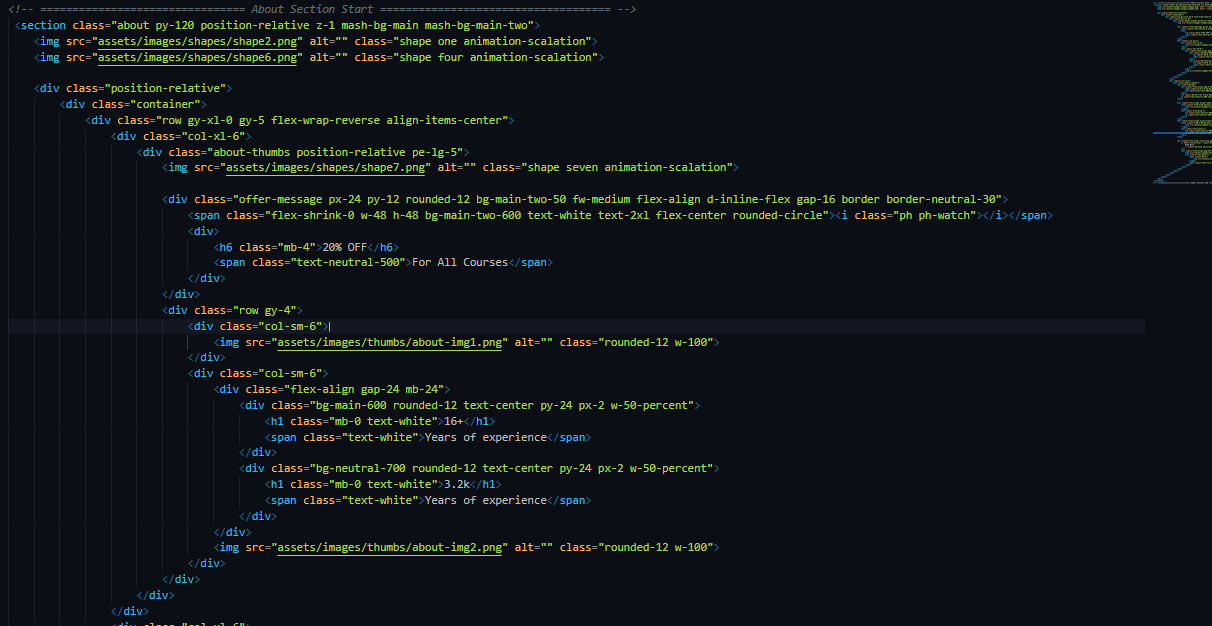 <!-- ================================ About Section Start ==================================== -->
<section class="about py-120 position-relative z-1 mash-bg-main mash-bg-main-two">
<img src="assets/images/shapes/shape2.png" alt="" class="shape one animation-scalation">
<img src="assets/images/shapes/shape6.png" alt="" class="shape four animation-scalation">
<div class="position-relative">
<div class="container">
<div class="row gy-xl-0 gy-5 flex-wrap-reverse align-items-center">
<div class="col-xl-6">
<div class="about-thumbs position-relative pe-lg-5">
<img src="assets/images/shapes/shape7.png" alt="" class="shape seven animation-scalation">
<div class="offer-message px-24 py-12 rounded-12 bg-main-two-50 fw-medium flex-align d-inline-flex gap-16 border border-neutral-30">
<span class="flex-shrink-0 w-48 h-48 bg-main-two-600 text-white text-2xl flex-center rounded-circle"><i class="ph ph-watch"></i></span>
<div>
<h6 class="mb-4">20% OFF</h6>
<span class="text-neutral-500">For All Courses</span>
</div>
</div>
<div class="row gy-4">
<div class="col-sm-6">
<img src="assets/images/thumbs/about-img1.png" alt="" class="rounded-12 w-100">
</div>
<div class="col-sm-6">
<div class="flex-align gap-24 mb-24">
<div class="bg-main-600 rounded-12 text-center py-24 px-2 w-50-percent">
<h1 class="mb-0 text-white">16+</h1>
<span class="text-white">Years of experience</span>
</div>
<div class="bg-neutral-700 rounded-12 text-center py-24 px-2 w-50-percent">
<h1 class="mb-0 text-white">3.2k</h1>
<span class="text-white">Years of experience</span>
</div>
</div>
<img src="assets/images/thumbs/about-img2.png" alt="" class="rounded-12 w-100">
</div>
</div>
</div>
</div>
<div class="col-xl-6">